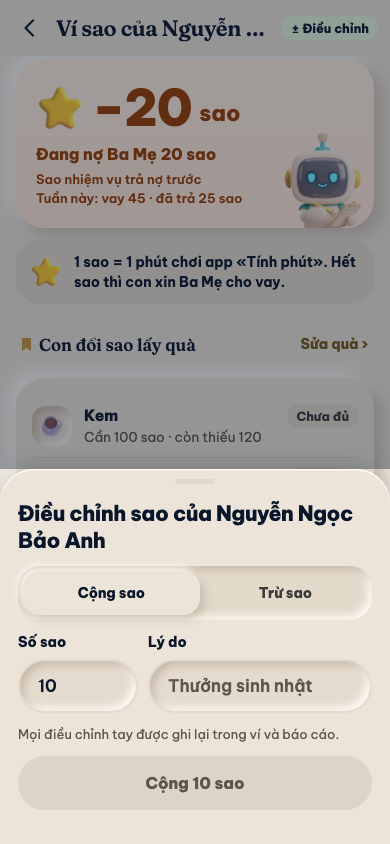 Ví sao của Nguyễn ...
± Điều chỉnh
−20 sao
Đang nợ Ba Mẹ 20 sao
Sao nhiệm vụ trả nợ trước
Tuần này: vay 45 · đã trả 25 sao
1 sao = 1 phút chơi app «Tính phút». Hết
sao thì con xin Ba Mẹ cho vay.
Con đổi sao lấy quà
Sửa quà ›
Kem
Chưa đủ
Cần 100 sao · còn thiếu 120
Điều chỉnh sao của Nguyễn Ngọc
Bảo Anh
Cộng sao
Trừ sao
Số sao
Lý do
10
Thưởng sinh nhật
Mọi điều chỉnh tay được ghi lại trong ví và báo cáo.
Cộng 10 sao